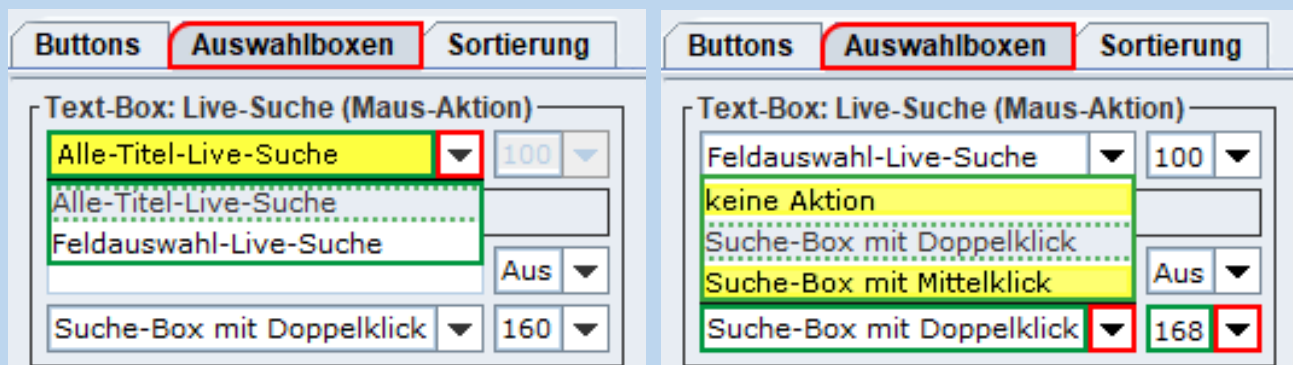 Buttons Auswahlboxen Sortierung
Text-Box: Live-Suche (Maus-Aktion)
Alle-Titel-Live-Suche 100
Alle-Titel-Live-Suche
Feldauswahl-Live-Suche
Aus
Suche-Box mit Doppelklick 160
Buttons Auswahlboxen Sortierung
Text-Box: Live-Suche (Maus-Aktion)
Feldauswahl-Live-Suche 100
keine Aktion
Suche-Box mit Doppelklick
Suche-Box mit Mittelklick Aus
Suche-Box mit Doppelklick 168